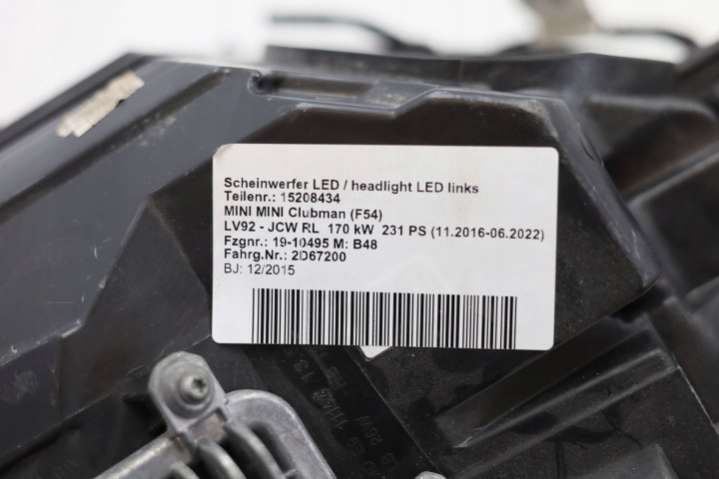 Scheinwerfer LED / headlight LED links
Teilenr.: 15208434
MINI MINI Clubman (F54)
LV92 - JCW RL 170 kW 231 PS (11.2016-06.2022)
Fzgnr.: 19-10495 M: B48
Fahrg.Nr.: 2D67200
BJ: 12/2015